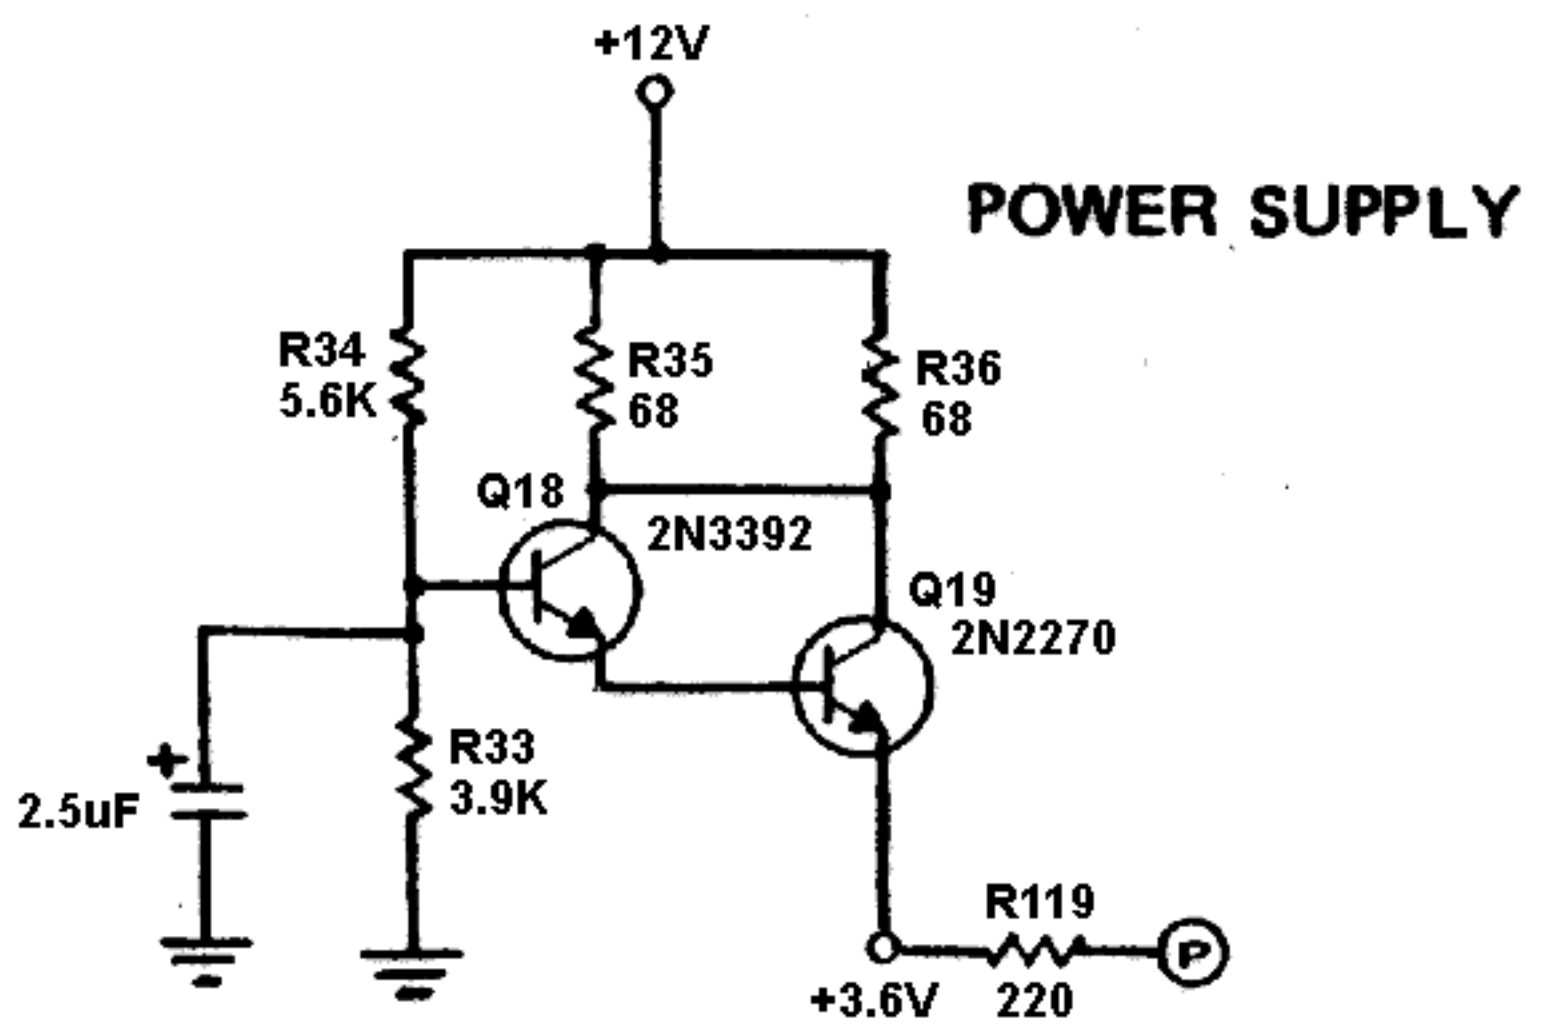 +12V
POWER SUPPLY
R34
5.6K
R35
68
R36
68
Q18
2N3392
Q19
2N2270
+
2.5uF
R33
3.9K
R119
220
+3.6V
P